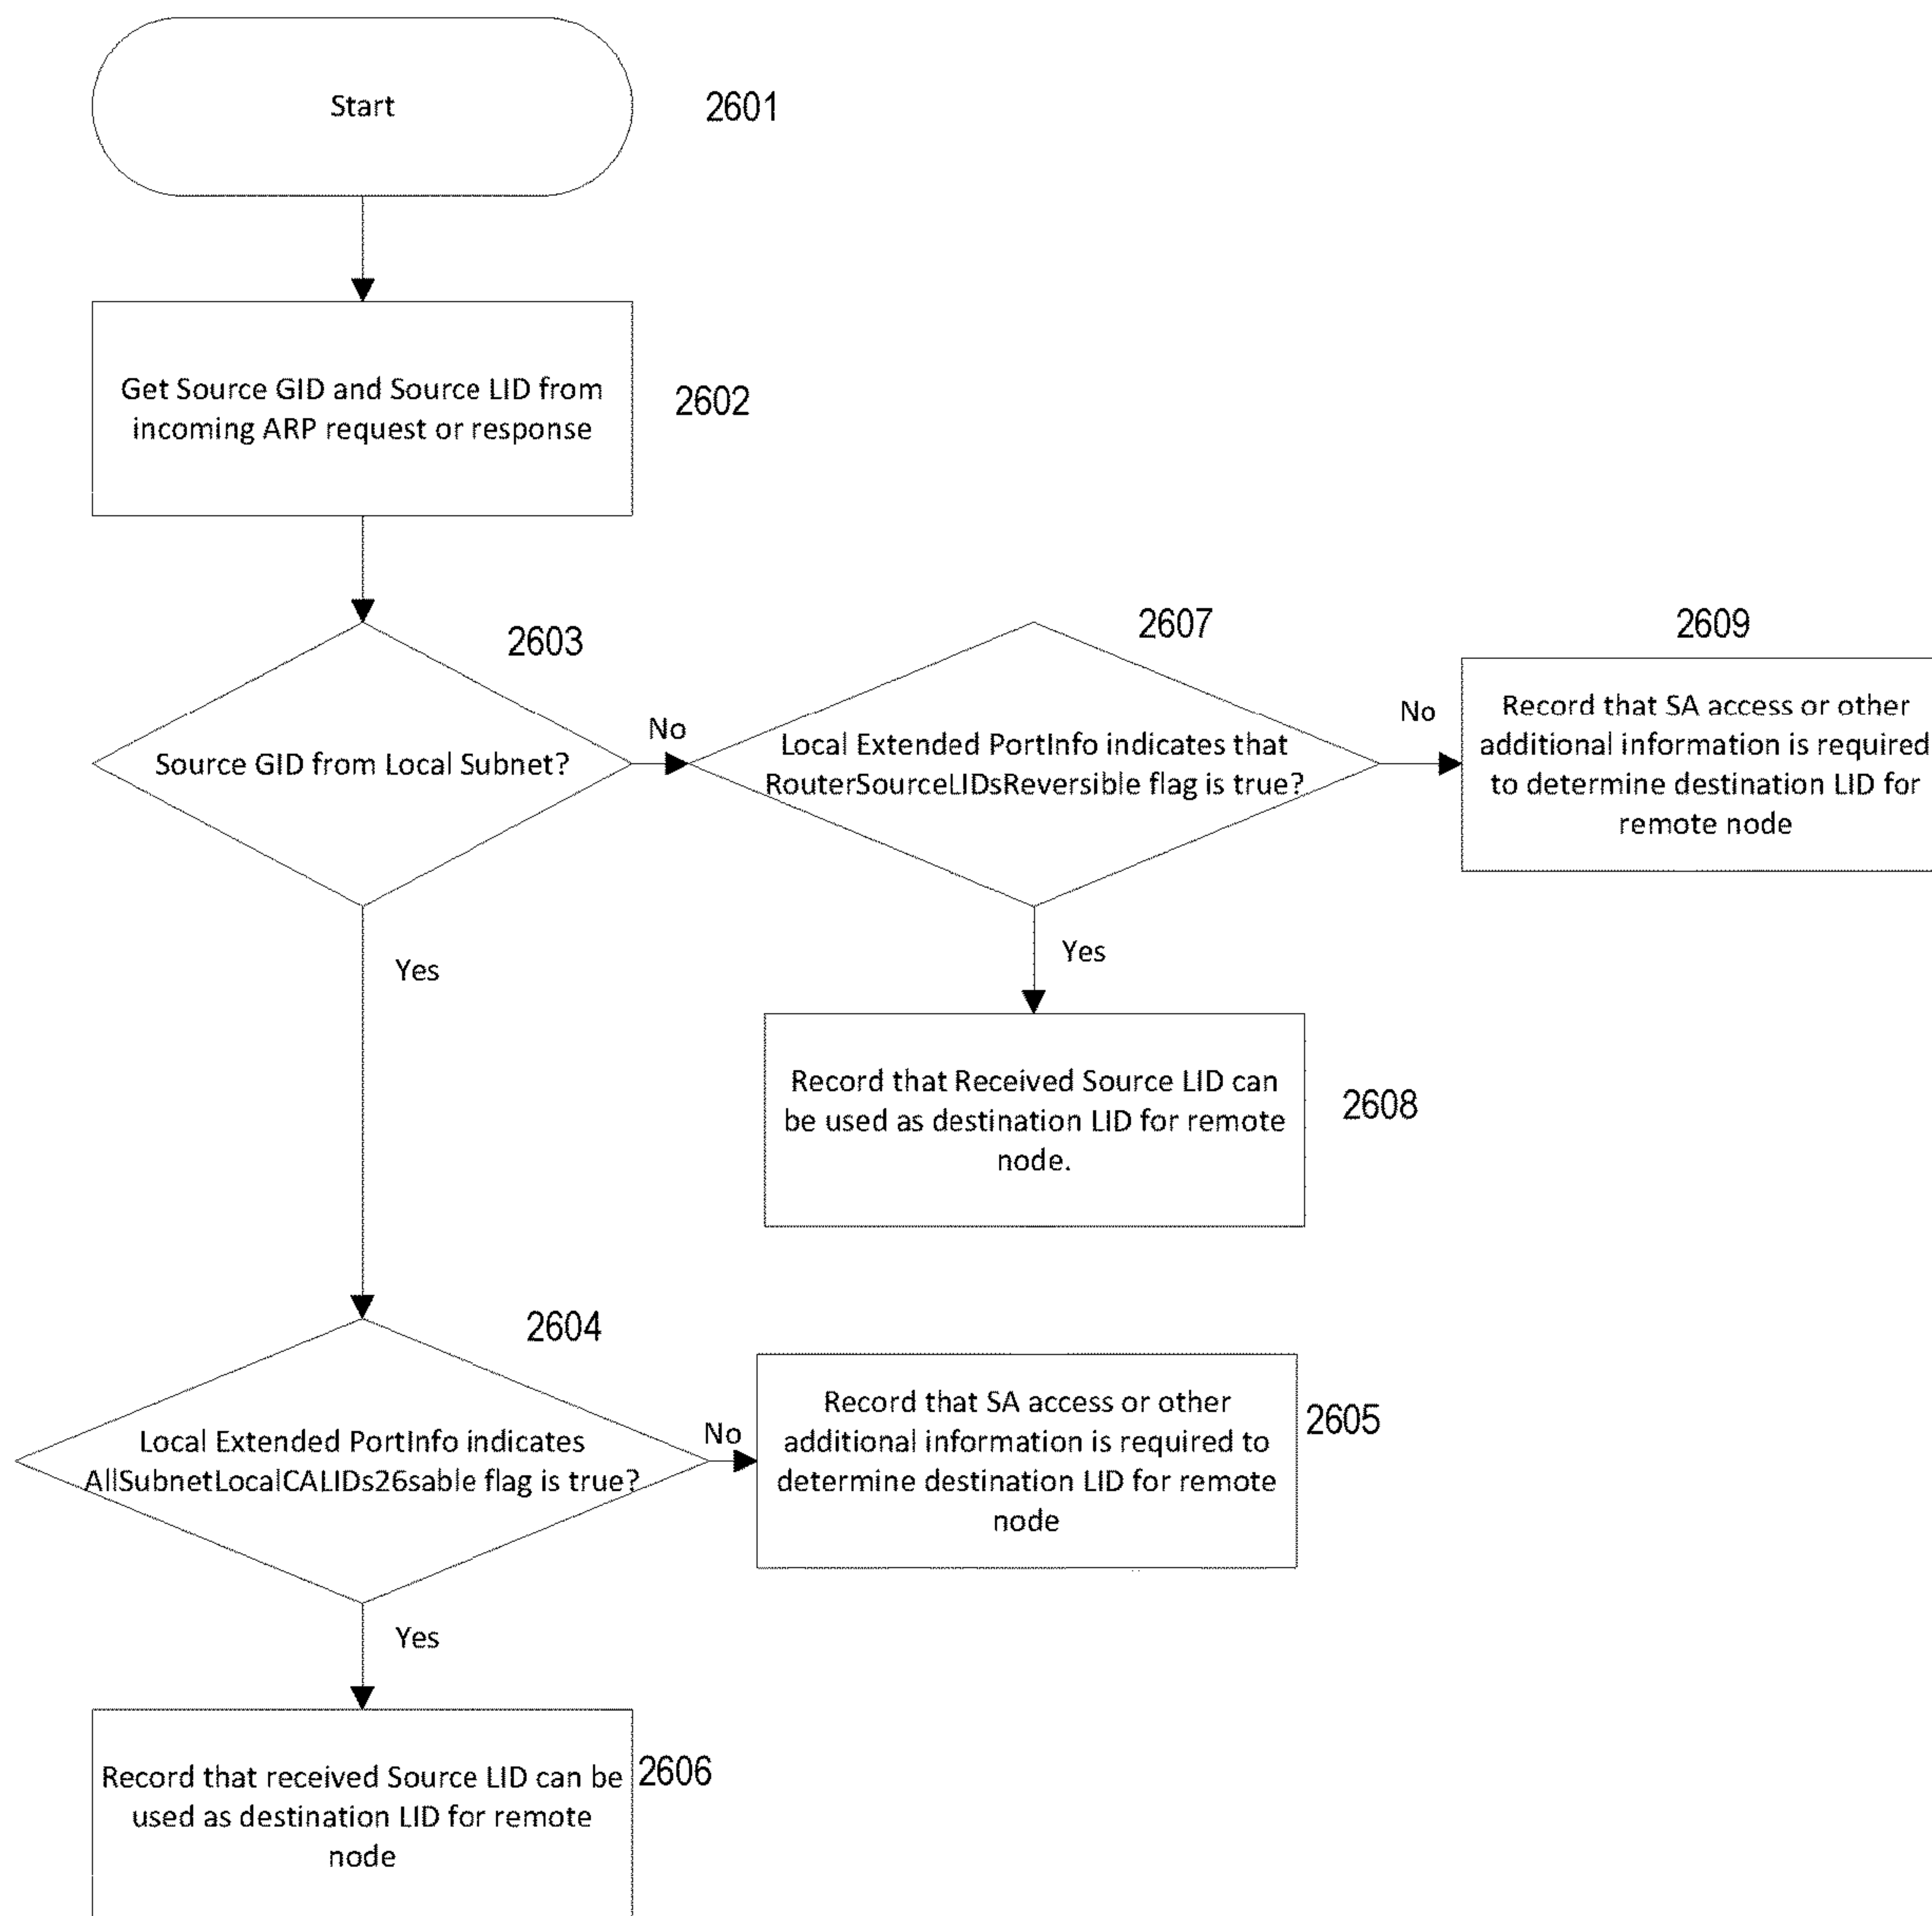 Start
2601
Get Source GID and Source LID from
incoming ARP request or response
2602
2603
Source GID from Local Subnet?
No
2607
Local Extended PortInfo indicates that
RouterSourceLIDsReversible flag is true?
No
2609
Record that SA access or other
additional information is required
to determine destination LID for
remote node
Yes
Yes
Record that Received Source LID can
be used as destination LID for remote
node.
2608
2604
Local Extended PortInfo indicates
AllSubnetLocalCALIDs26sable flag is true?
No
Record that SA access or other
additional information is required to
determine destination LID for remote
node
2605
Yes
Record that received Source LID can be
used as destination LID for remote
node
2606